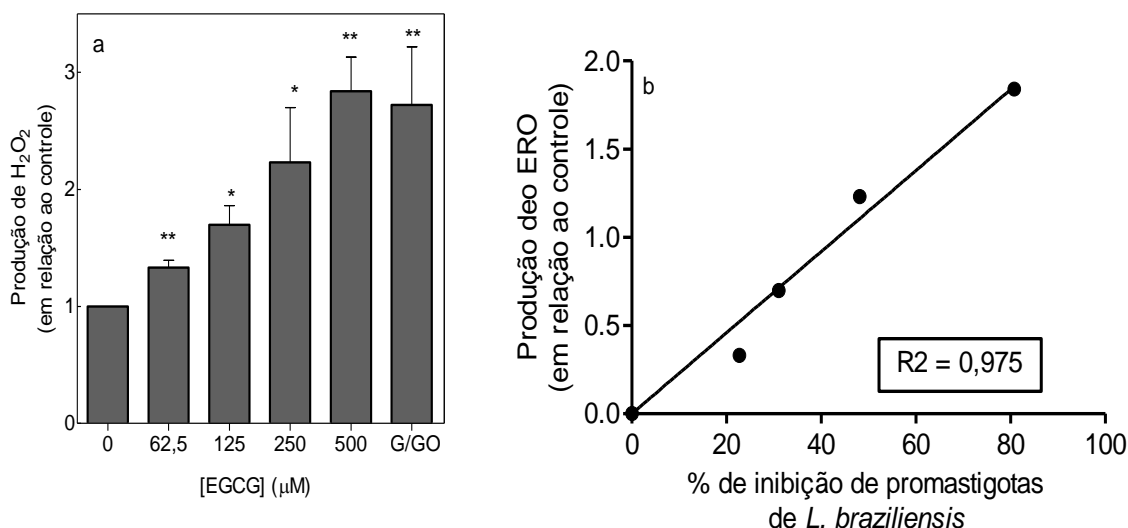 a
Produção de H2O2
(em relação ao controle)
3
2
1
0
**
*
*
**
**
0 62,5 125 250 500 G/GO
[EGCG] (μM)
b
Produção deo ERO
(em relação ao controle)
2.0
1.5
1.0
0.5
0.0
R2 = 0,975
0 20 40 60 80 100
% de inibição de promastigotas
de L. braziliensis